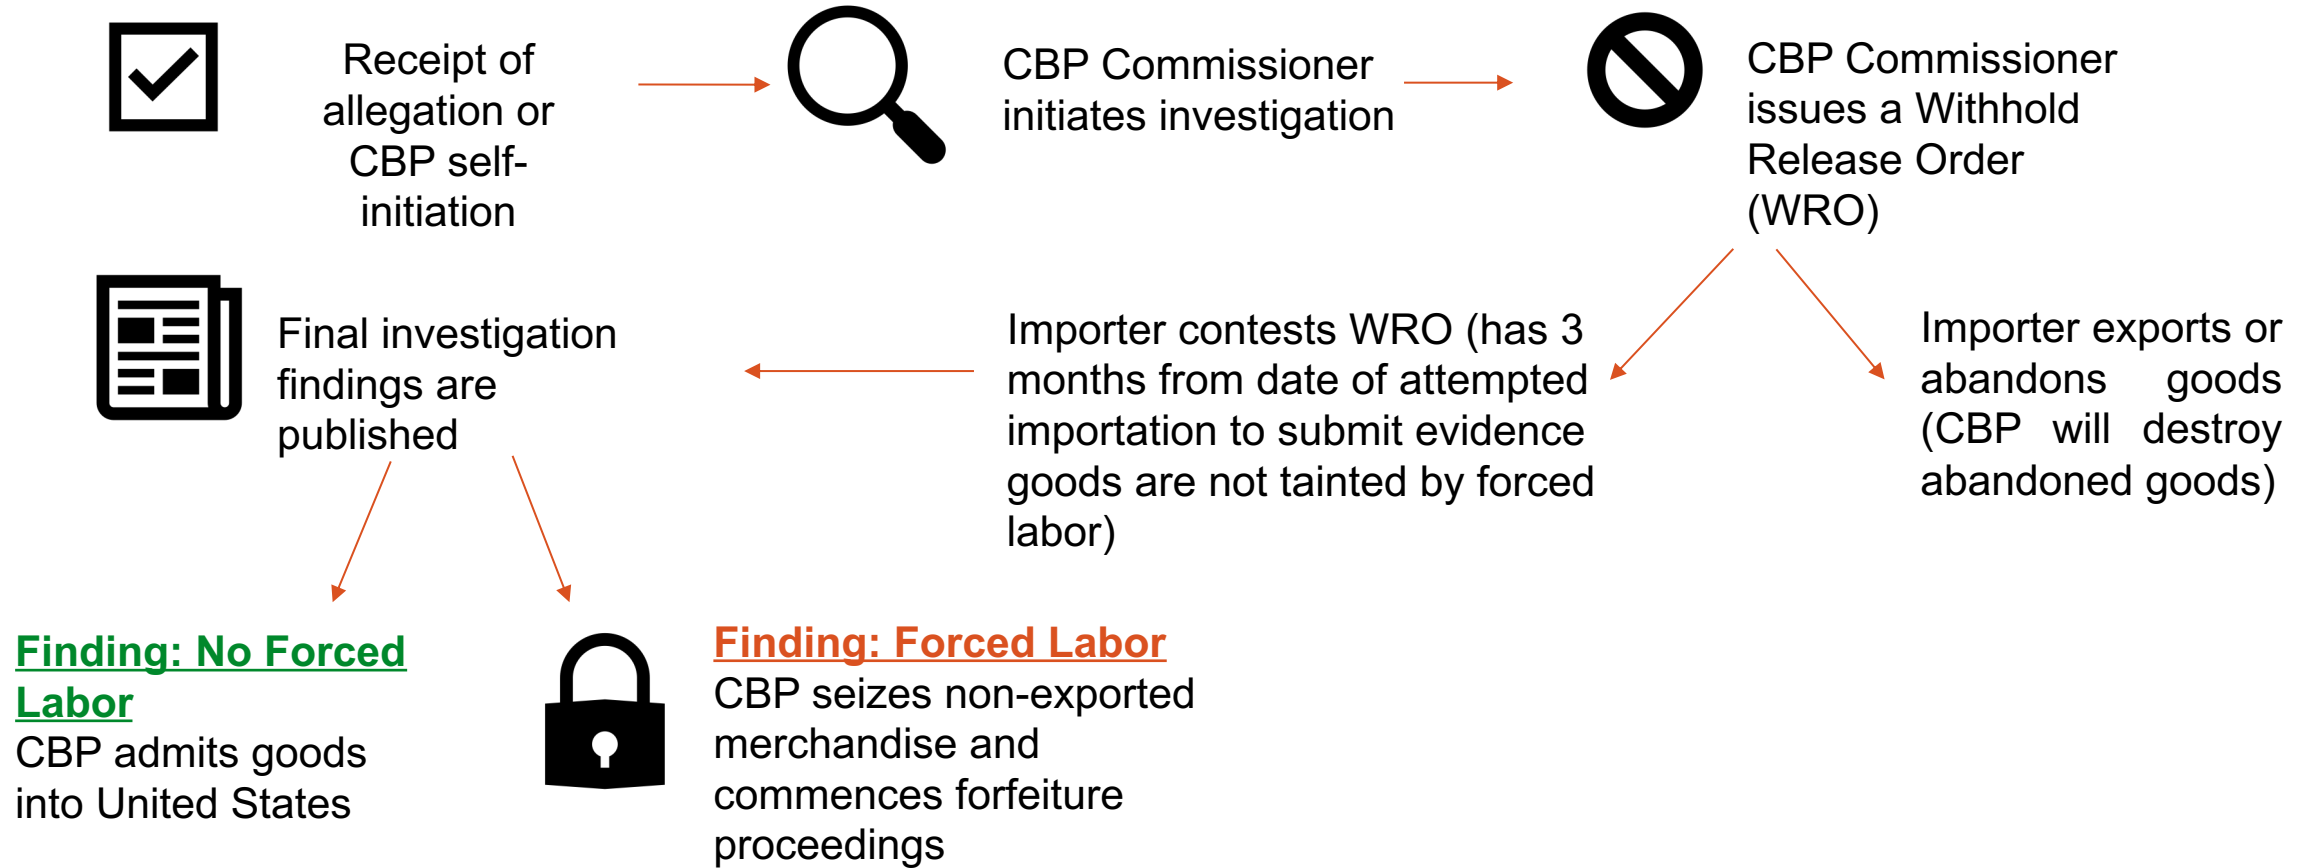 Receipt of
allegation or
CBP self-
initiation
CBP Commissioner
initiates investigation
CBP Commissioner
issues a Withhold
Release Order
(WRO)
Final investigation
findings are
published
Importer contests WRO (has 3
months from date of attempted
importation to submit evidence
goods are not tainted by forced
labor)
Importer exports or
abandons goods
(CBP will destroy
abandoned goods)
Finding: No Forced
Labor
CBP admits goods
into United States
Finding: Forced Labor
CBP seizes non-exported
merchandise and
commences forfeiture
proceedings